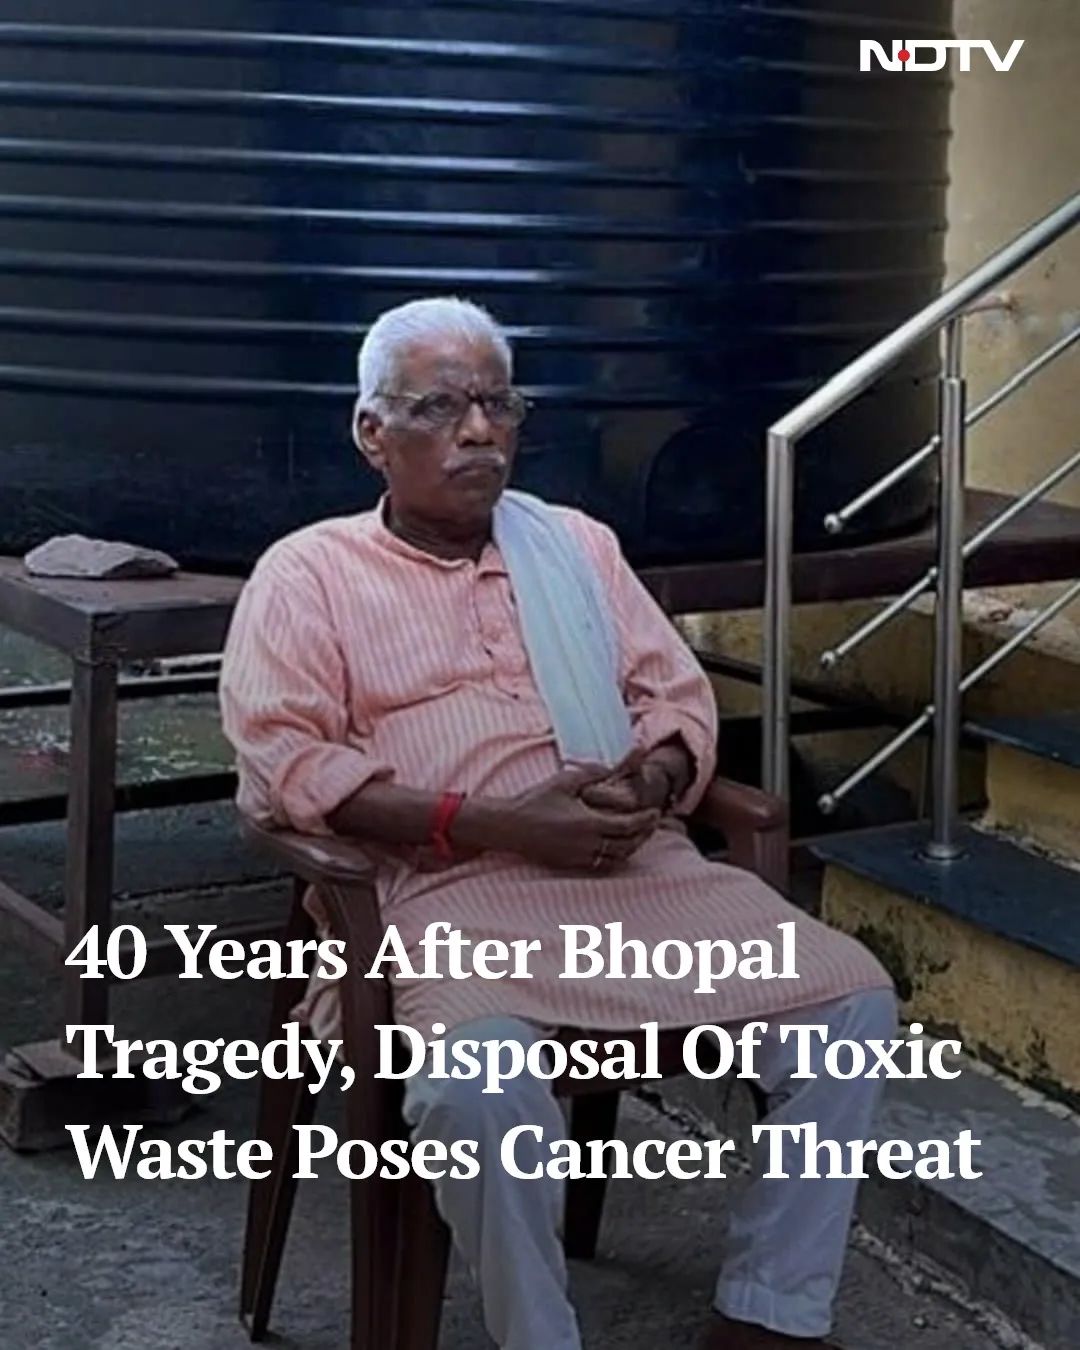 NDTV
40 Years After Bhopal
Tragedy, Disposal Of Toxic
Waste Poses Cancer Threat